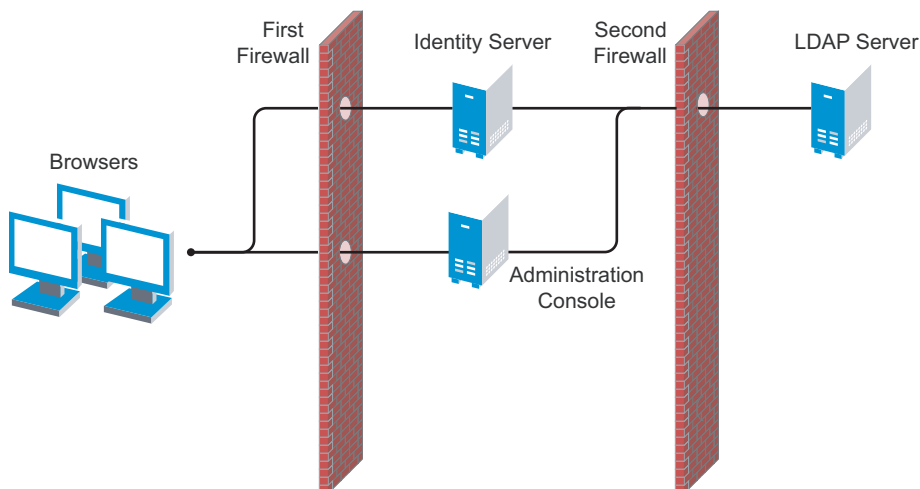 First
Firewall
Identity Server
Second
Firewall
LDAP Server
Browsers
Administration
Console